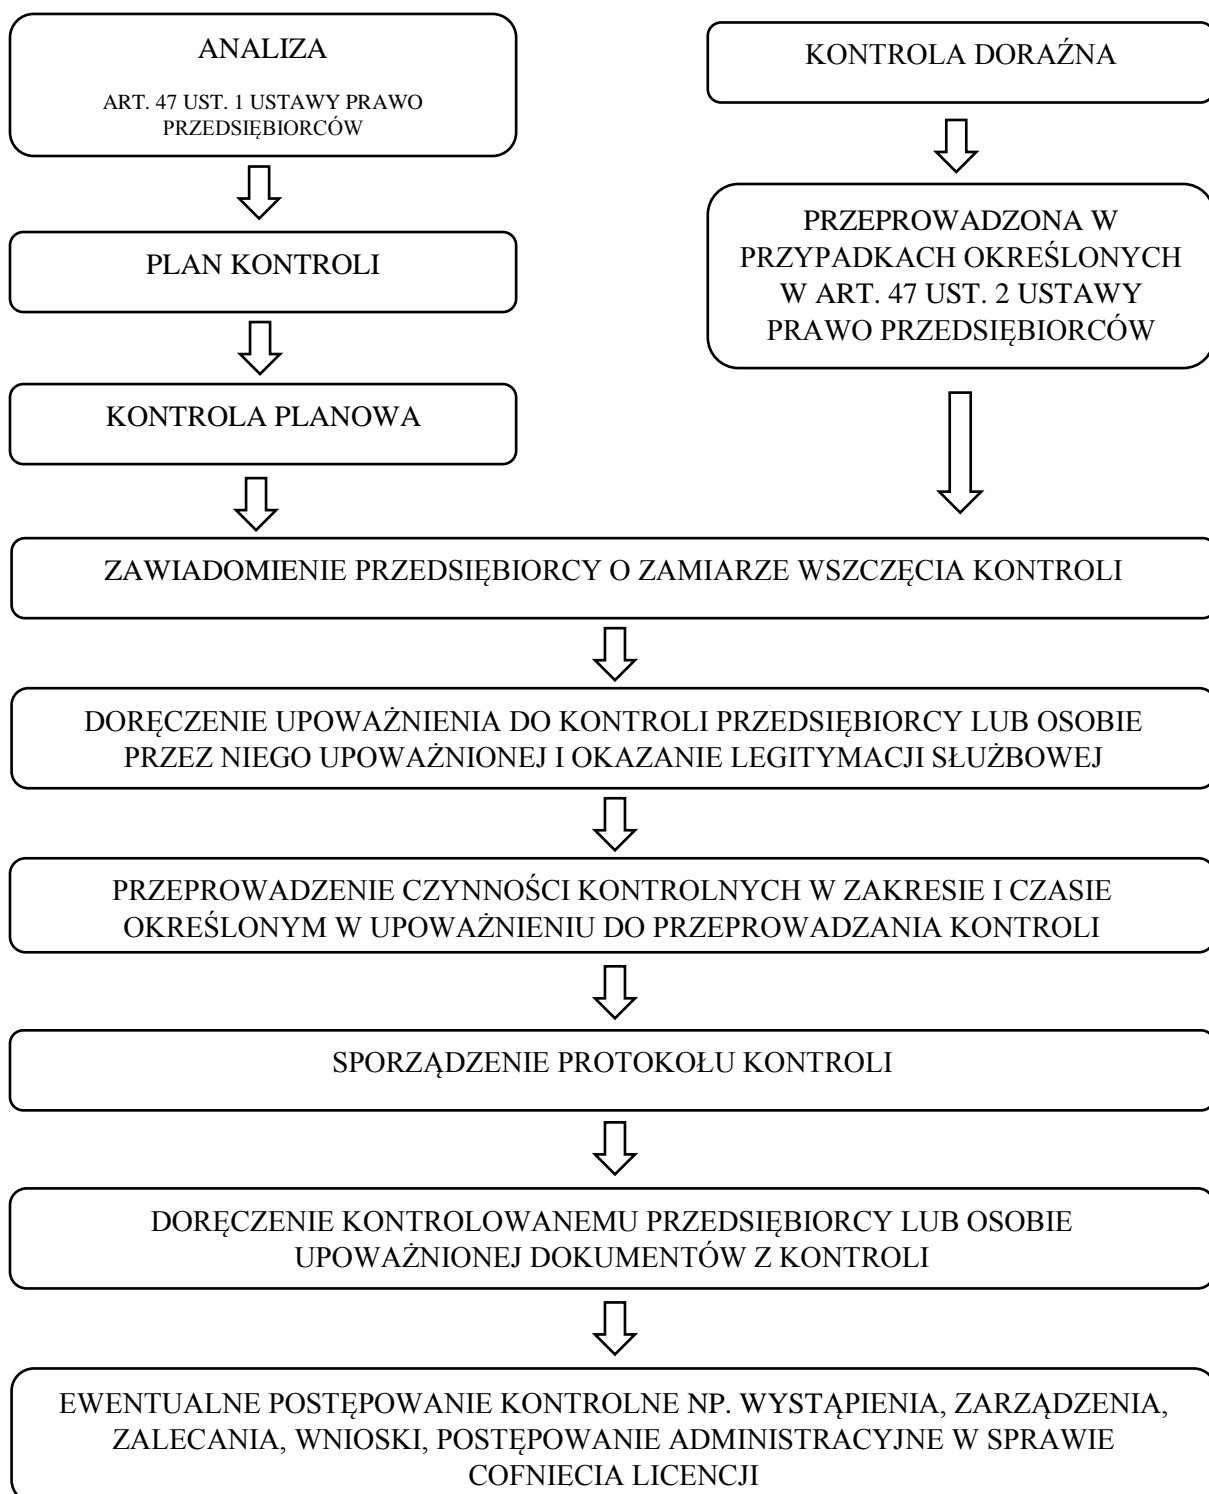 ANALIZA
ART. 47 UST. 1 USTAWY PRAWO
PRZEDSIĘBIORCÓW
PLAN KONTROLI
KONTROLA PLANOWA
KONTROLA DORAŹNA
PRZEPROWADZONA W
PRZYPADKACH OKREŚLONYCH
W ART. 47 UST. 2 USTAWY
PRAWO PRZEDSIĘBIORCÓW
ZAWIADOMIENIE PRZEDSIĘBIORCY O ZAMIARZE WSZCZĘCIA KONTROLI
DORĘCZENIE UPOWAŻNIENIA DO KONTROLI PRZEDSIĘBIORCY LUB OSOBIE
PRZEZ NIEGO UPOWAŻNIONEJ I OKAZANIE LEGITYMACJI SŁUŻBOWEJ
PRZEPROWADZENIE CZYNNOŚCI KONTROLNYCH W ZAKRESIE I CZASIE
OKREŚLONYM W UPOWAŻNIENIU DO PRZEPROWADZANIA KONTROLI
SPORZĄDZENIE PROTOKOŁU KONTROLI
DORĘCZENIE KONTROLOWANEMU PRZEDSIĘBIORCY LUB OSOBIE
UPOWAŻNIONEJ DOKUMENTÓW Z KONTROLI
EWENTUALNE POSTĘPOWANIE KONTROLNE NP. WYSTĄPIENIA, ZARZĄDZENIA,
ZALECANIA, WNIOSKI, POSTĘPOWANIE ADMINISTRACYJNE W SPRAWIE
COFNIĘCIA LICENCJI